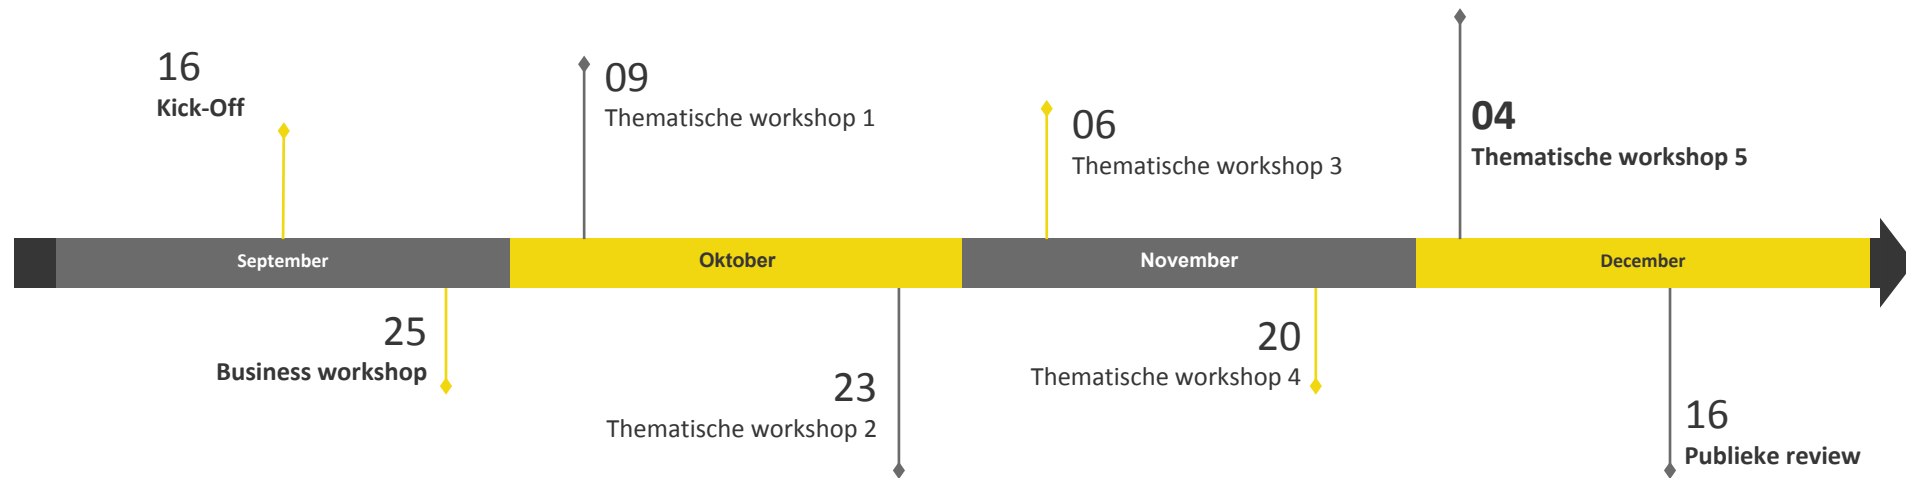 16
Kick-Off
09
Thematische workshop 1
06
Thematische workshop 3
04
Thematische workshop 5
September
Oktober
November
December
25
Business workshop
23
Thematische workshop 2
20
Thematische workshop 4
16
Publieke review